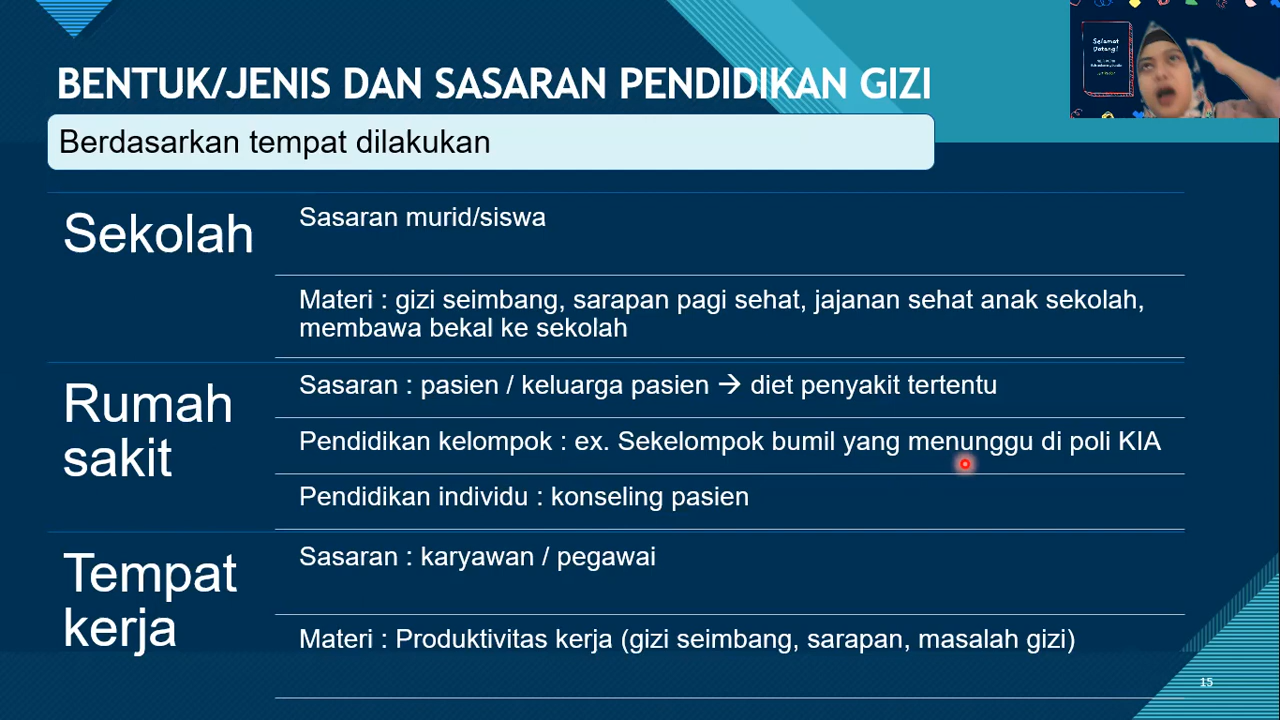 BENTUK/JENIS DAN SASARAN PENDIDIKAN GIZI
Berdasarkan tempat dilakukan
Sekolah
Sasaran murid/siswa
Materi : gizi seimbang, sarapan pagi sehat, jajanan sehat anak sekolah,
membawa bekal ke sekolah
Rumah
sakit
Sasaran : pasien / keluarga pasien → diet penyakit tertentu
Pendidikan kelompok : ex. Sekelompok bumil yang menunggu di poli KIA
Pendidikan individu : konseling pasien
Tempat
kerja
Sasaran : karyawan / pegawai
Materi : Produktivitas kerja (gizi seimbang, sarapan, masalah gizi)
15
Selamat
Datang!